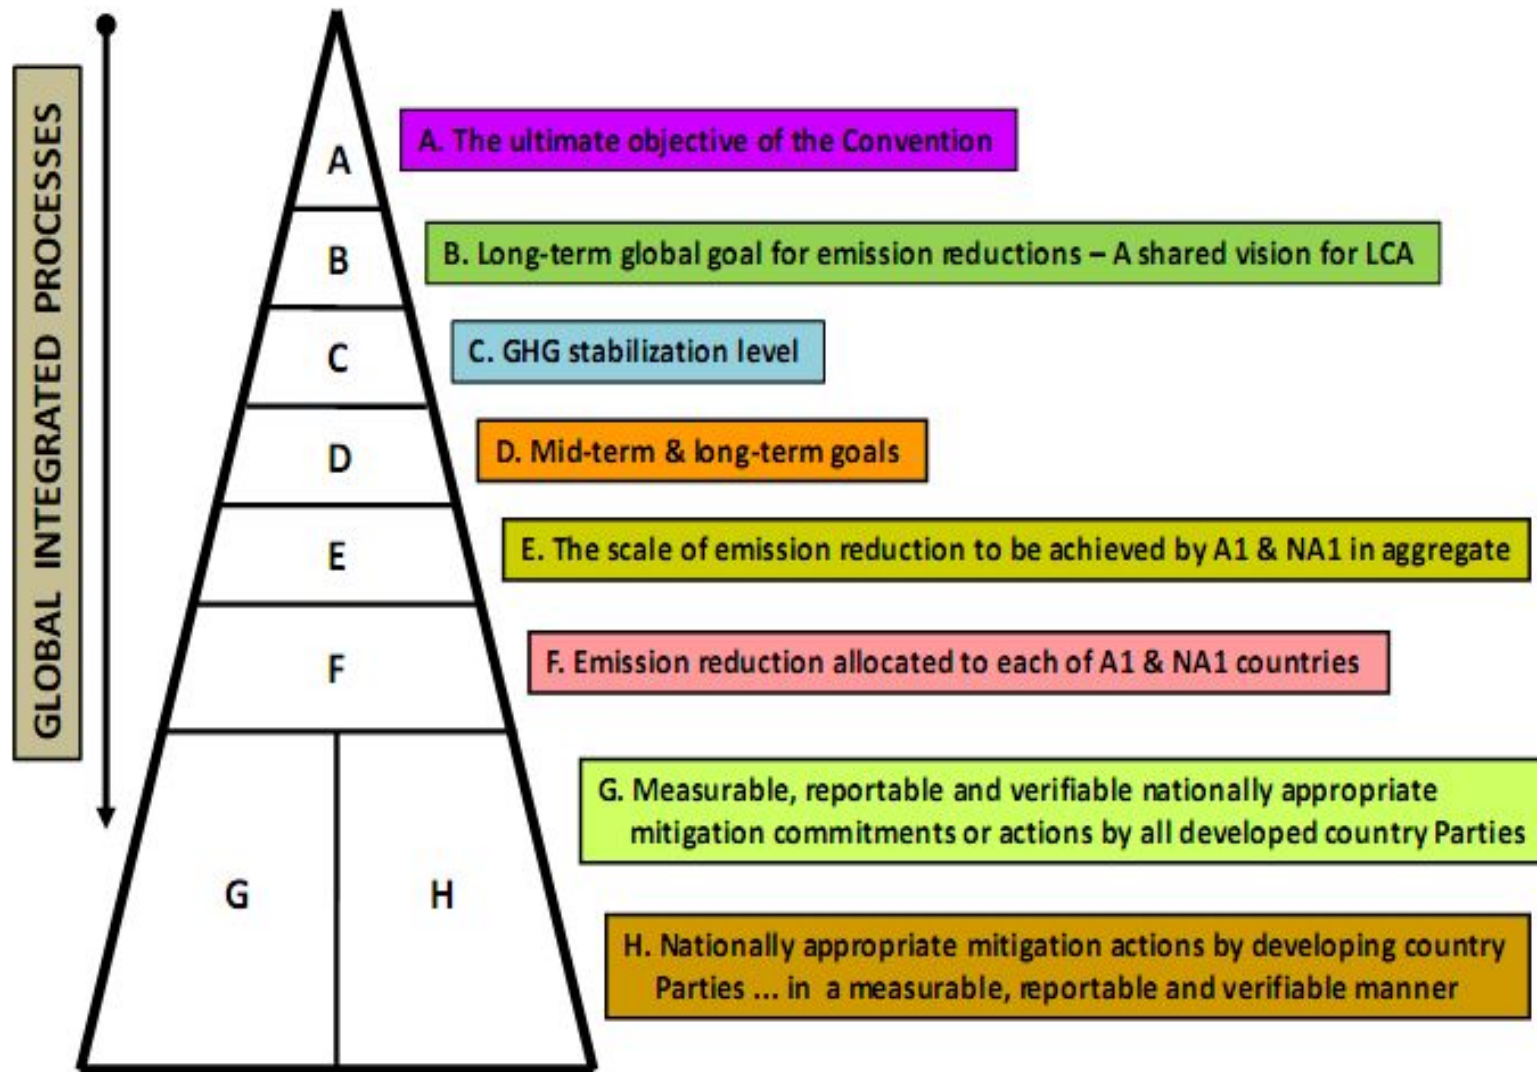 GLOBAL INTEGRATED PROCESSES
A
A. The ultimate objective of the Convention
B
B. Long-term global goal for emission reductions – A shared vision for LCA
C
C. GHG stabilization level
D
D. Mid-term & long-term goals
E
E. The scale of emission reduction to be achieved by A1 & NA1 in aggregate
F
F. Emission reduction allocated to each of A1 & NA1 countries
G
H
G. Measurable, reportable and verifiable nationally appropriate
mitigation commitments or actions by all developed country Parties
H. Nationally appropriate mitigation actions by developing country
Parties ... in a measurable, reportable and verifiable manner